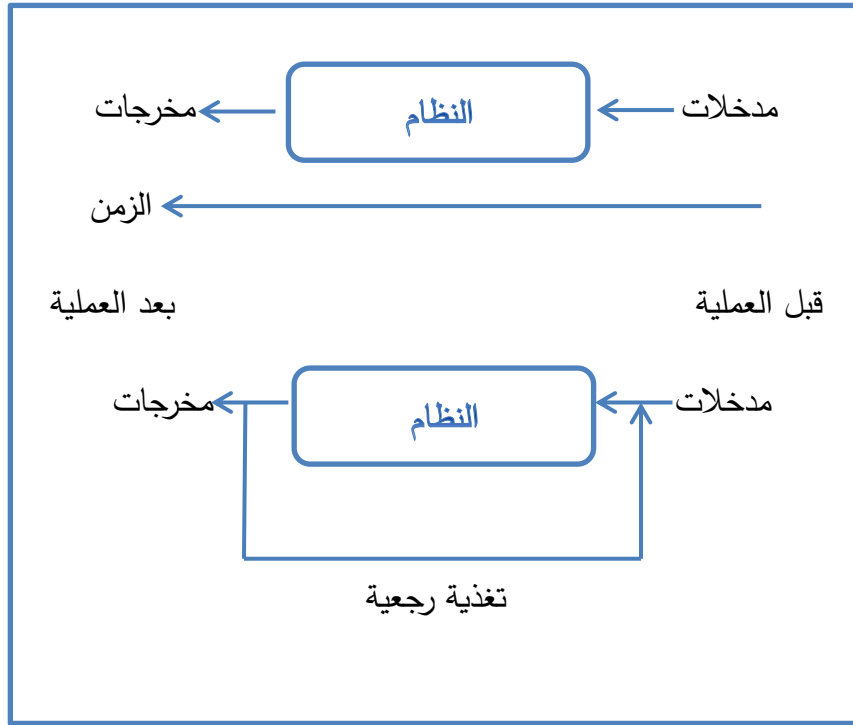 مدخلات النظام مخرجات
الزمن
قبل العملية بعد العملية
مدخلات النظام مخرجات
تغذية رجعية